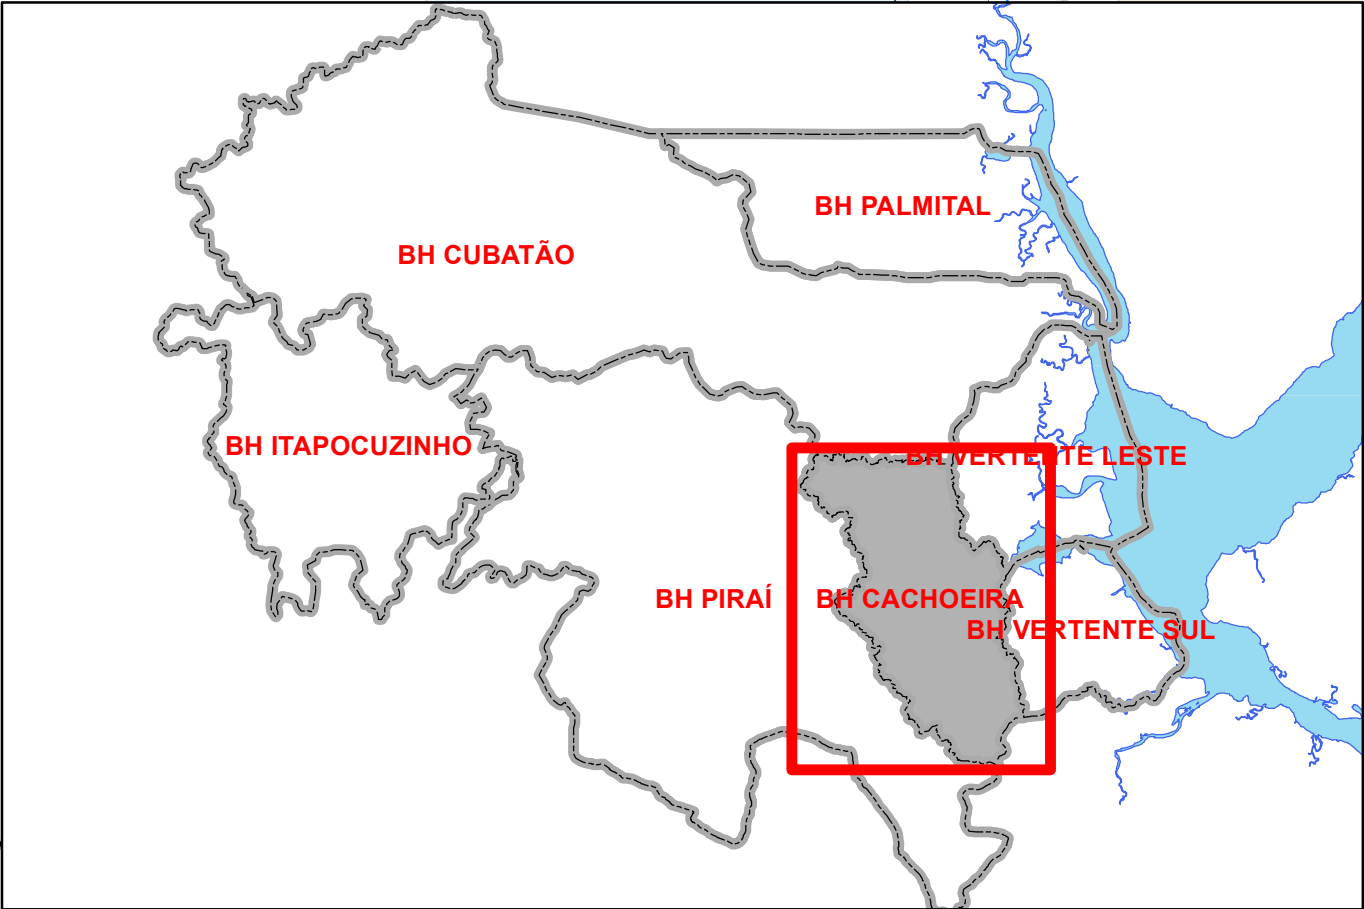 BH PALMITAL
BH CUBATÃO
BH ITAPOCUZINHO
BH VERTENTE LESTE
BH PIRAÍ
BH CACHOEIRA
BH VERTENTE SUL